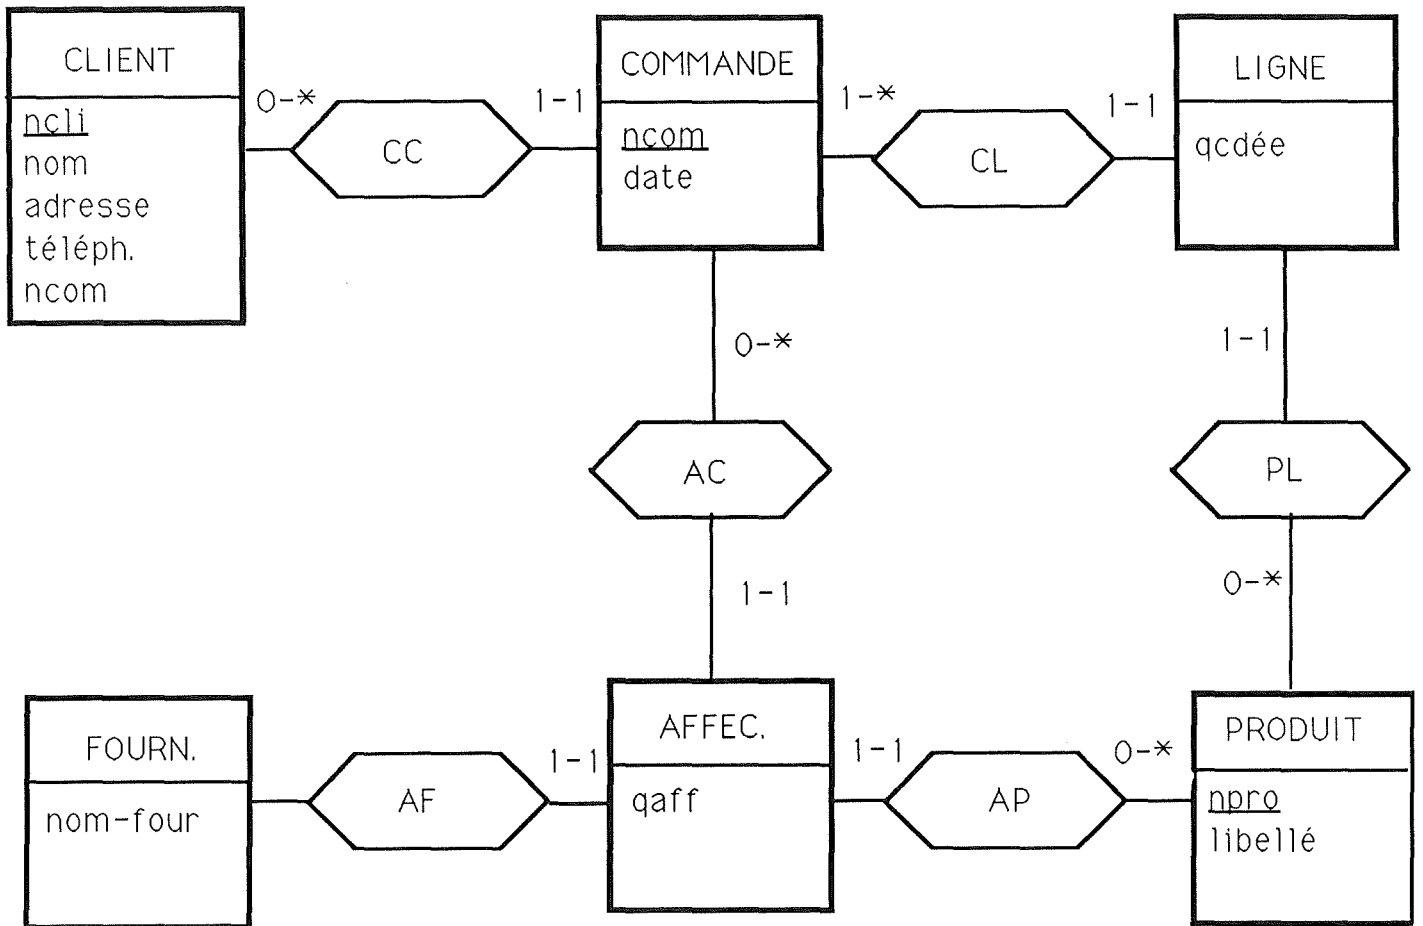 CLIENT
ncli
nom
adresse
téléph.
ncom
0-*
CC
1-1
COMMANDE
ncom
date
1-*
CL
1-1
LIGNE
qcdée
0-*
AC
1-1
1-1
PL
0-*
FOURN.
nom-four
AF
1-1
AFFEC.
qaff
1-1
AP
0-*
PRODUIT
npro
libellé